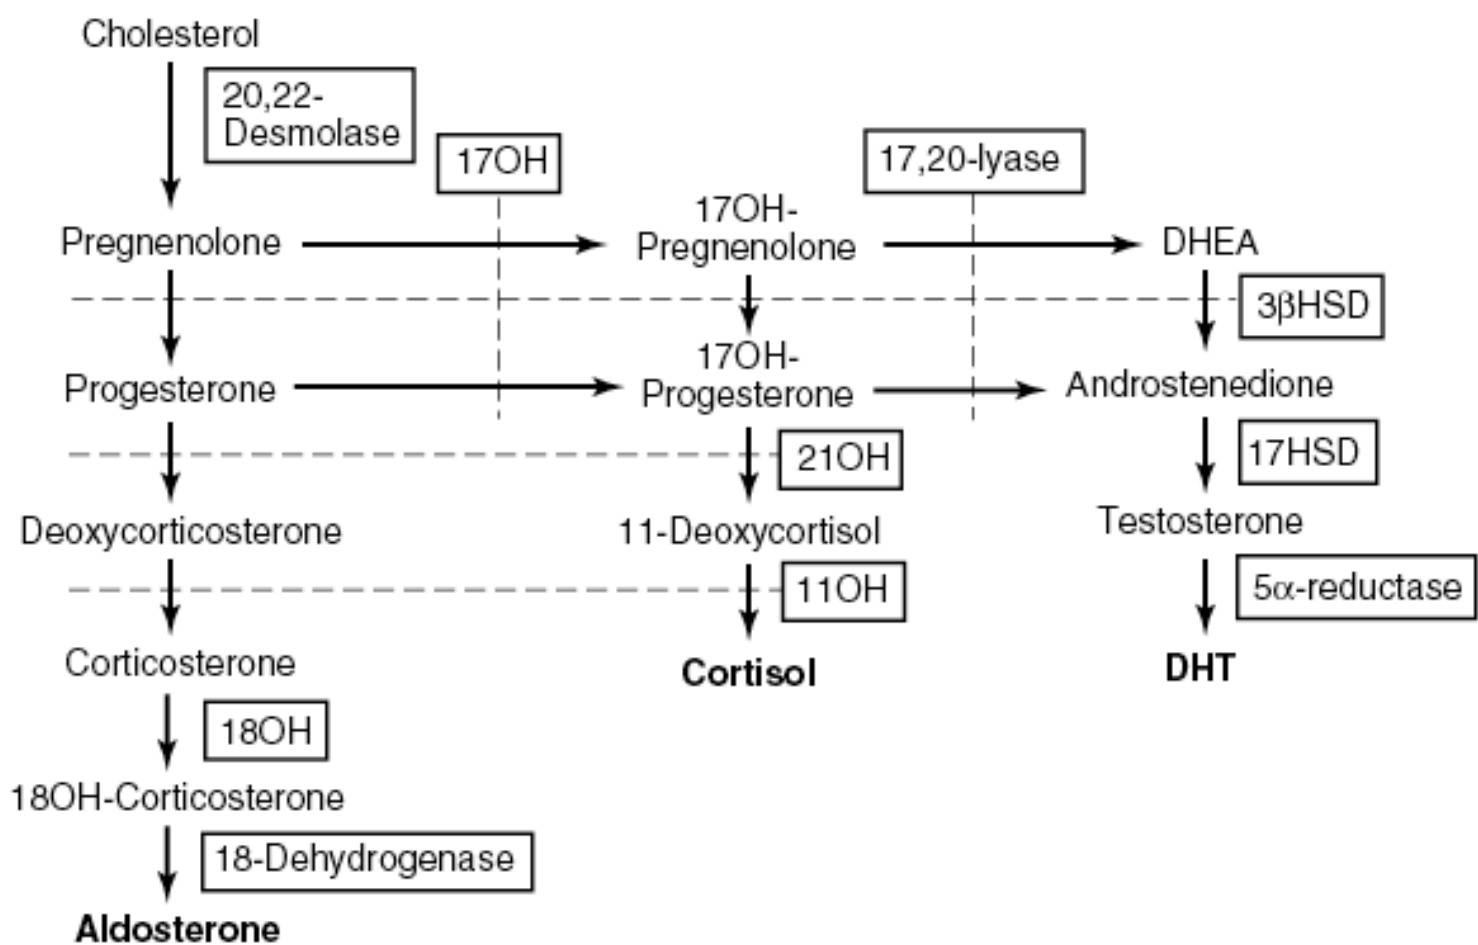 Cholesterol
20,22-
Desmolase
17OH
17,20-lyase
Pregnenolone
17OH-
Pregnenolone
DHEA
3βHSD
Progesterone
17OH-
Progesterone
Androstenedione
21OH
17HSD
Deoxycorticosterone
11-Deoxycortisol
Testosterone
11OH
5α-reductase
Corticosterone
Cortisol
DHT
18OH
18OH-Corticosterone
18-Dehydrogenase
Aldosterone